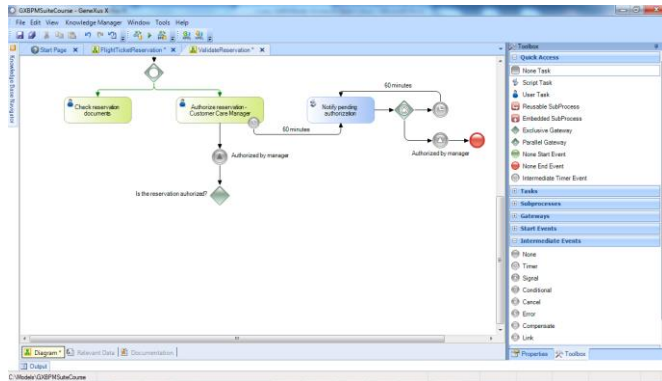 GXBPMSuiteCourse - GeneXus X
File Edit View Knowledge Manager Window Tools Help
Start Page
FlightTicketReservation *
ValidateReservation *
Knowledge Base Navigator
Check reservation
documents
Authorize reservation -
Customer Care Manager
60 minutes
Notify pending
authorization
60 minutes
Authorized by manager
Authorized by manager
Is the reservation authorized?
Toolbox
Quick Access
None Task
Script Task
User Task
Reusable SubProcess
Embedded SubProcess
Exclusive Gateway
Parallel Gateway
None Start Event
None End Event
Intermediate Timer Event
Tasks
Subprocesses
Gateways
Start Events
Intermediate Events
None
Timer
Signal
Conditional
Cancel
Error
Compensate
Link
Diagram *
Relevant Data
Documentation
Properties
Toolbox
Output
C:\Models\GXBPMSuiteCourse